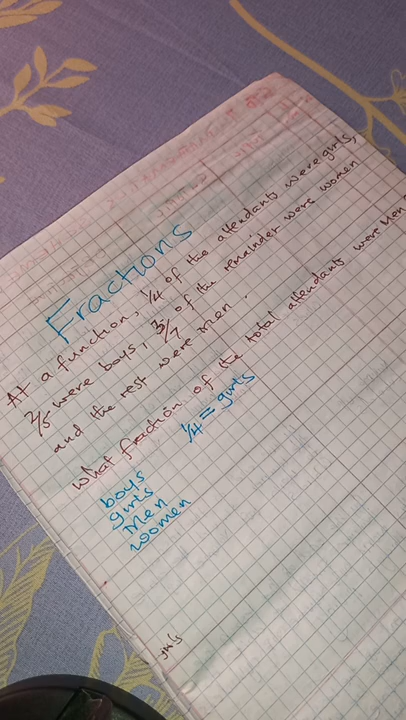 Fractions
At a function, 1/4 of the attendants were girls,
2/5 were boys, 3/7 of the remainder were women
and the rest were men.
What fraction of the total attendants were men
1/4 = girls
boys
girls
Men
women